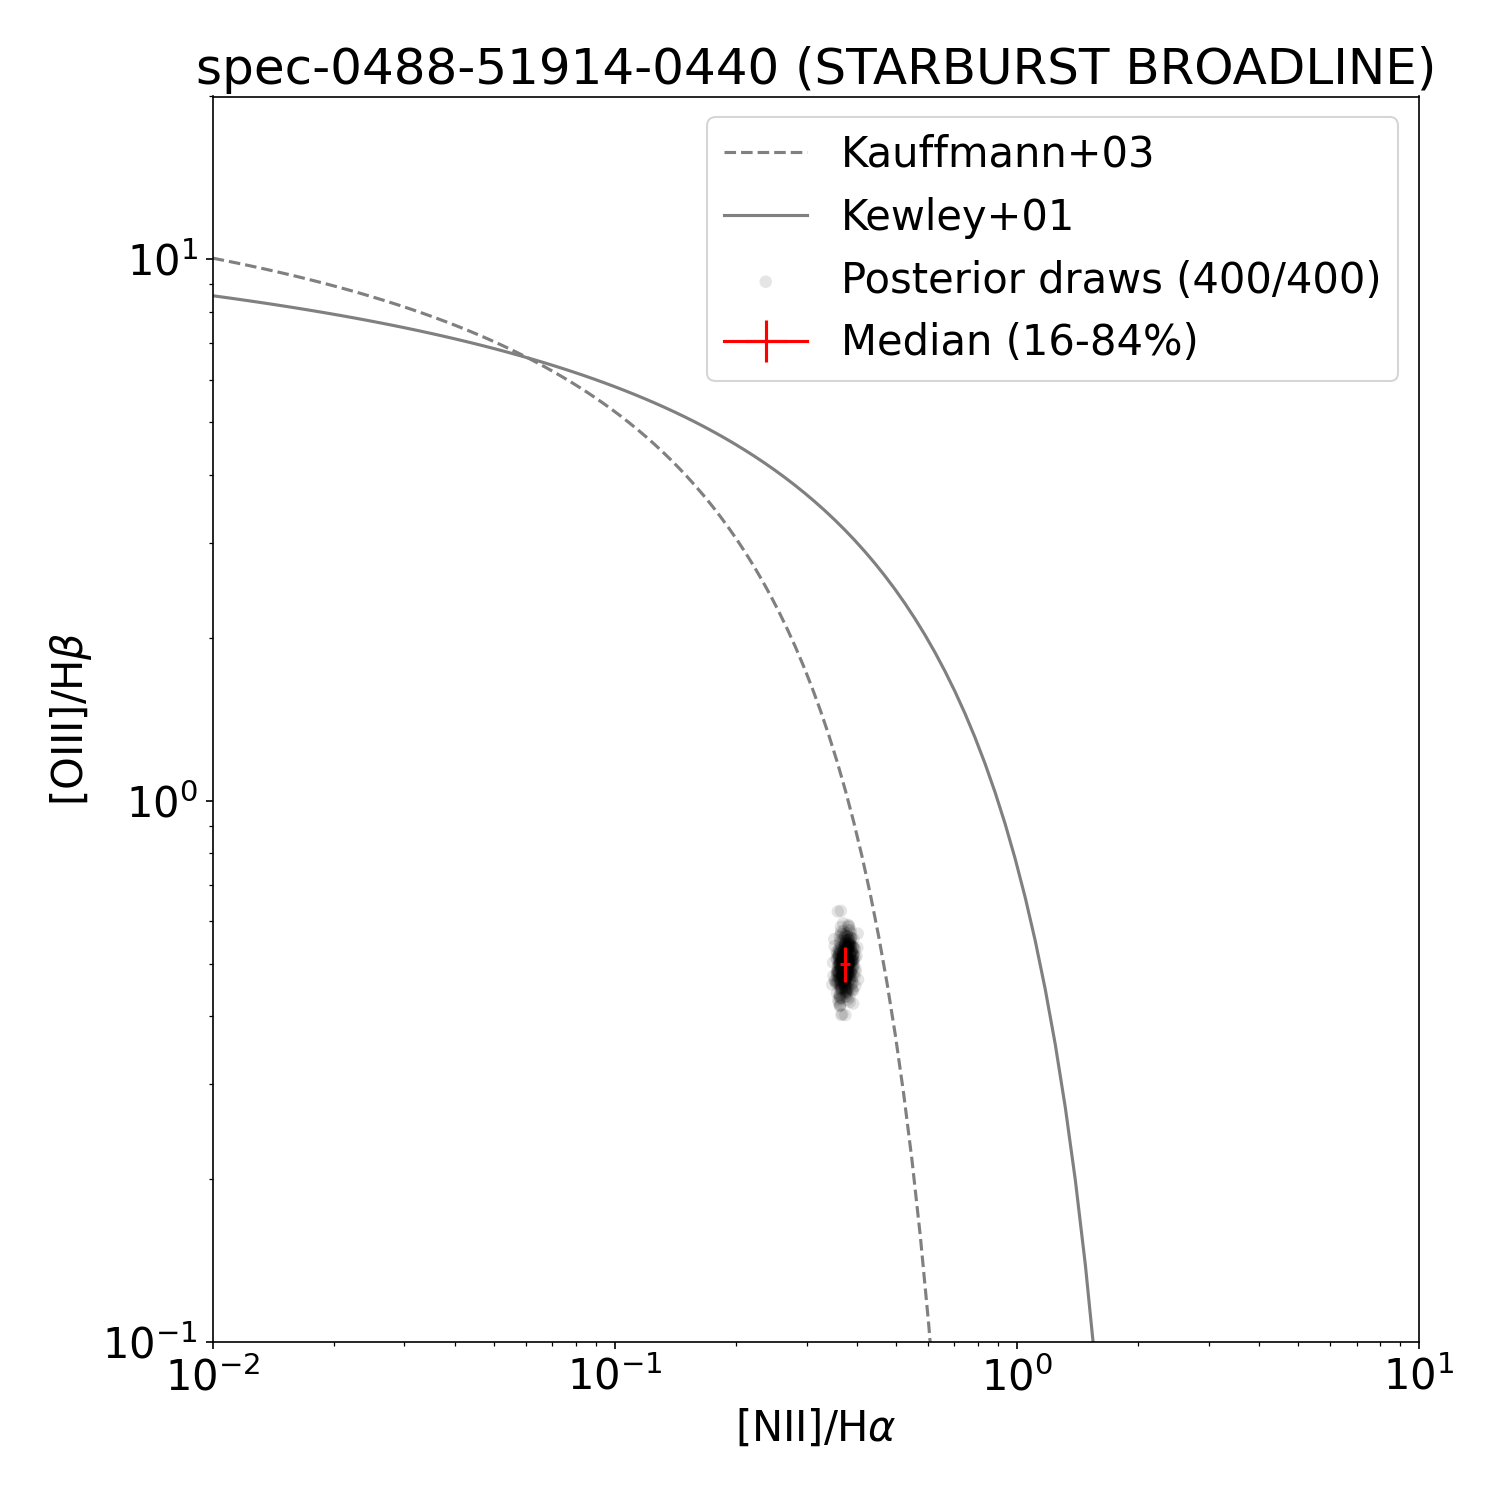 spec-0488-51914-0440 (STARBURST BROADLINE)
Kauffmann+03
Kewley+01
Posterior draws (400/400)
Median (16-84%)
10¹
10⁰
10⁻¹
[OIII]/Hβ
10⁻² 10⁻¹ 10⁰ 10¹
[NII]/Hα